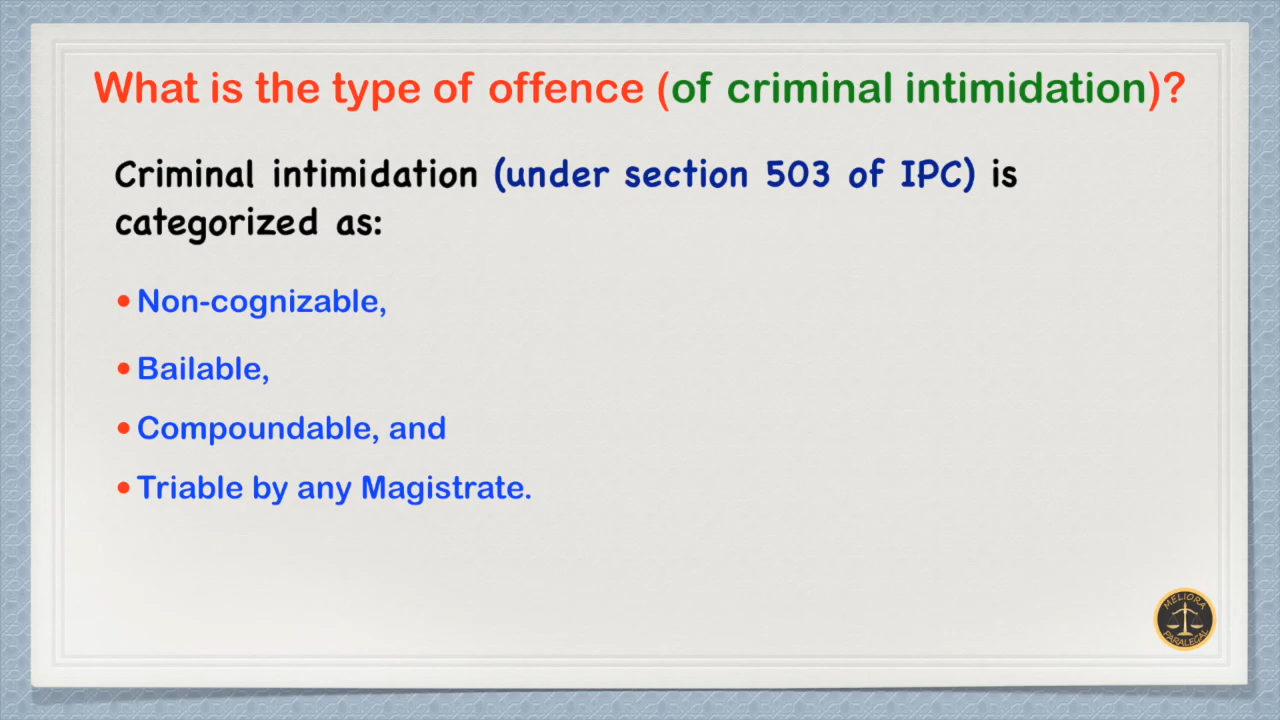 What is the type of offence (of criminal intimidation)?
Criminal intimidation (under section 503 of IPC) is
categorized as:
• Non-cognizable,
• Bailable,
• Compoundable, and
• Triable by any Magistrate.
MELIORA
PARALEGAL